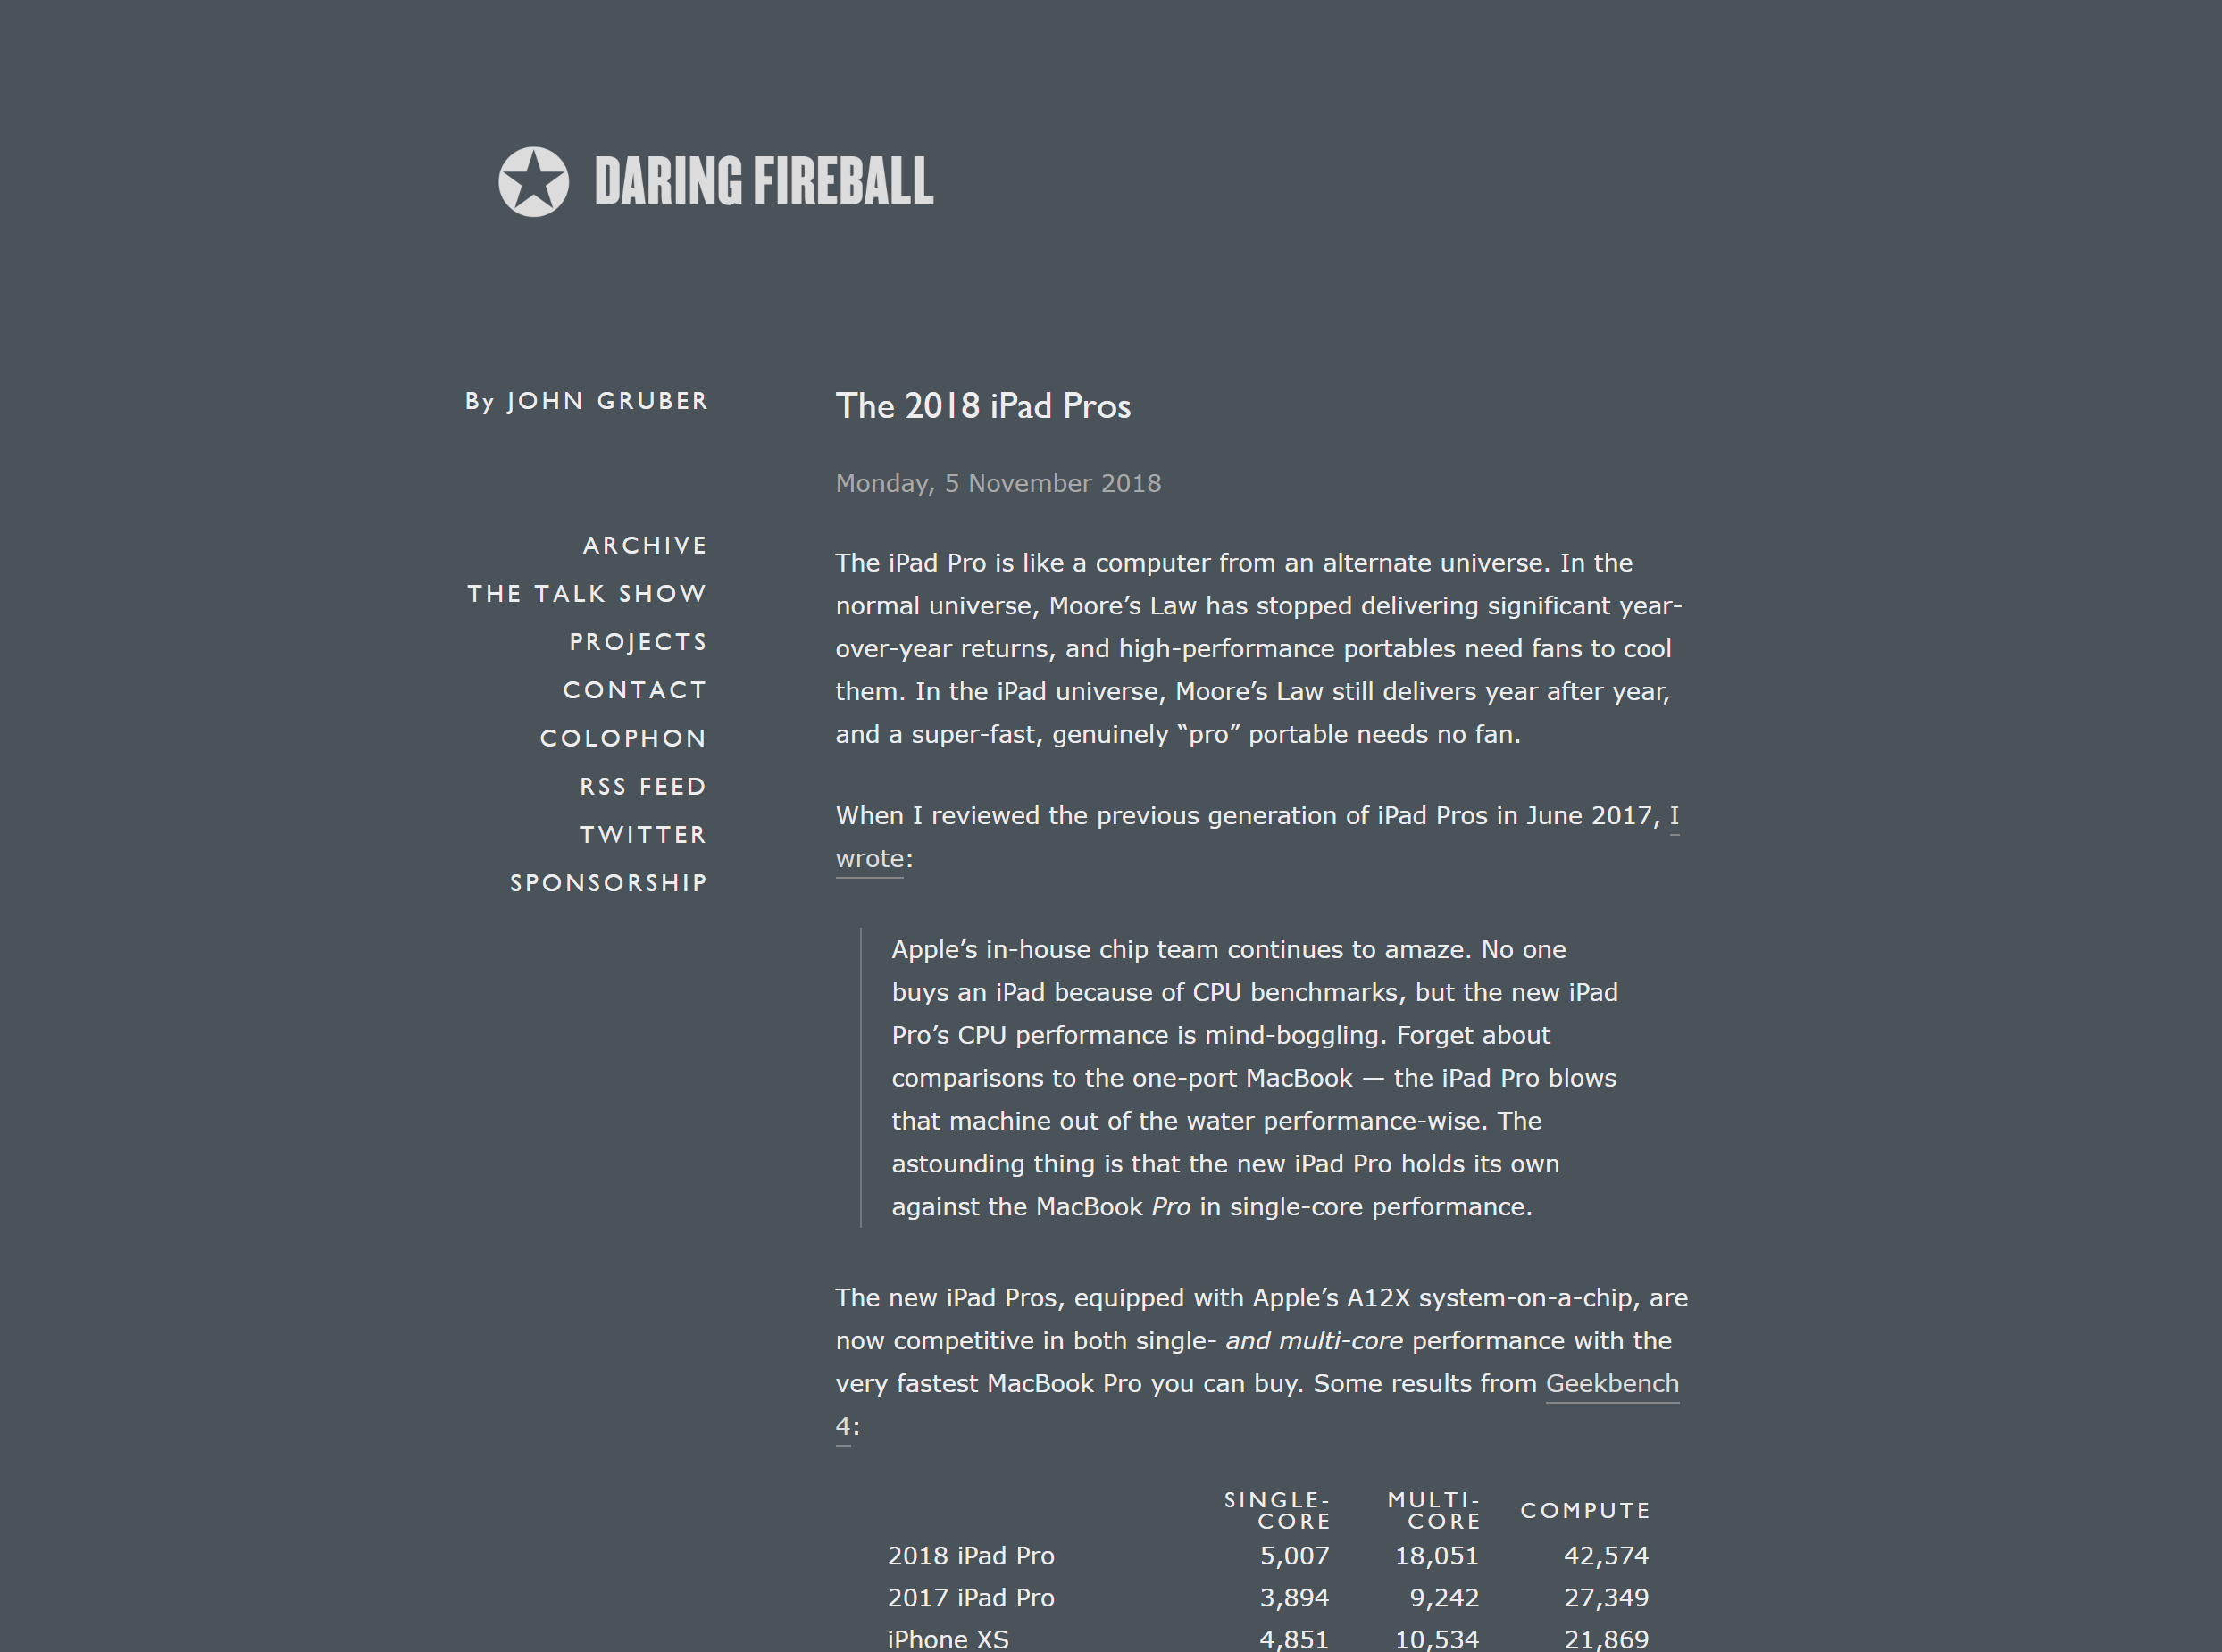 DARING FIREBALL
By JOHN GRUBER
ARCHIVE
THE TALK SHOW
PROJECTS
CONTACT
COLOPHON
RSS FEED
TWITTER
SPONSORSHIP
The 2018 iPad Pros
Monday, 5 November 2018
The iPad Pro is like a computer from an alternate universe. In the
normal universe, Moore’s Law has stopped delivering significant year-
over-year returns, and high-performance portables need fans to cool
them. In the iPad universe, Moore’s Law still delivers year after year,
and a super-fast, genuinely “pro” portable needs no fan.
When I reviewed the previous generation of iPad Pros in June 2017, I
wrote:
Apple’s in-house chip team continues to amaze. No one
buys an iPad because of CPU benchmarks, but the new iPad
Pro’s CPU performance is mind-boggling. Forget about
comparisons to the one-port MacBook — the iPad Pro blows
that machine out of the water performance-wise. The
astounding thing is that the new iPad Pro holds its own
against the MacBook Pro in single-core performance.
The new iPad Pros, equipped with Apple’s A12X system-on-a-chip, are
now competitive in both single- and multi-core performance with the
very fastest MacBook Pro you can buy. Some results from Geekbench
4:
SINGLE-CORE MULTI-CORE COMPUTE
2018 iPad Pro 5,007 18,051 42,574
2017 iPad Pro 3,894 9,242 27,349
iPhone XS 4,851 10,534 21,869